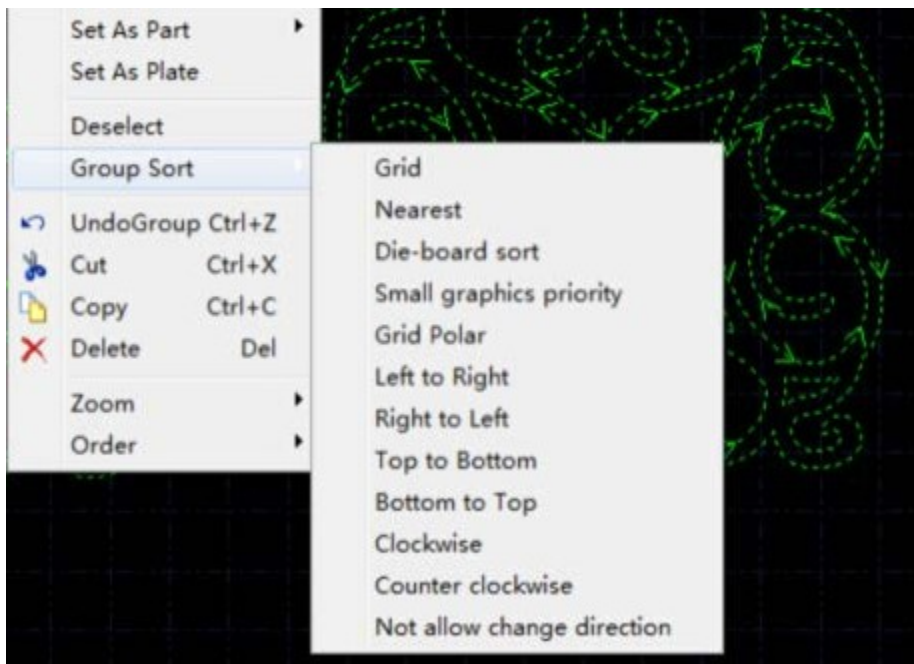 Set As Part
Set As Plate
Deselect
Group Sort
UndoGroup Ctrl+Z
Cut Ctrl+X
Copy Ctrl+C
Delete Del
Zoom
Order
Grid
Nearest
Die-board sort
Small graphics priority
Grid Polar
Left to Right
Right to Left
Top to Bottom
Bottom to Top
Clockwise
Counter clockwise
Not allow change direction